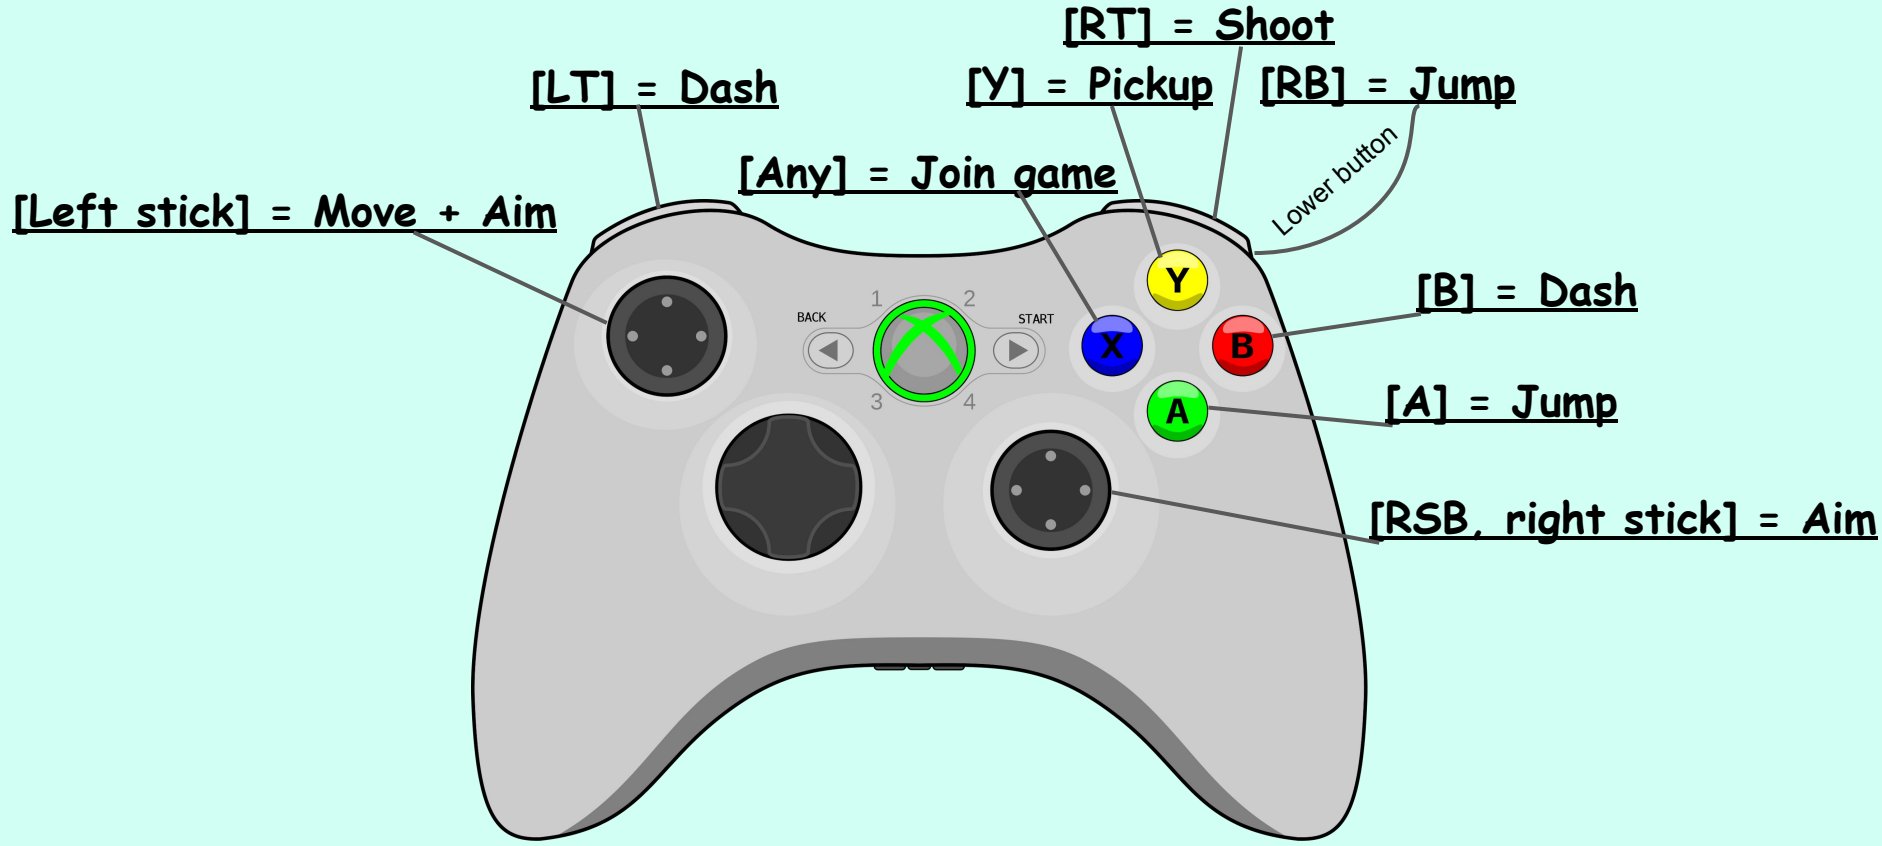 [RT] = Shoot
[LT] = Dash
[Y] = Pickup
[RB] = Jump
Lower button
[Any] = Join game
[Left stick] = Move + Aim
Y
[B] = Dash
1
2
BACK
START
X
B
3
4
A
[A] = Jump
[RSB, right stick] = Aim